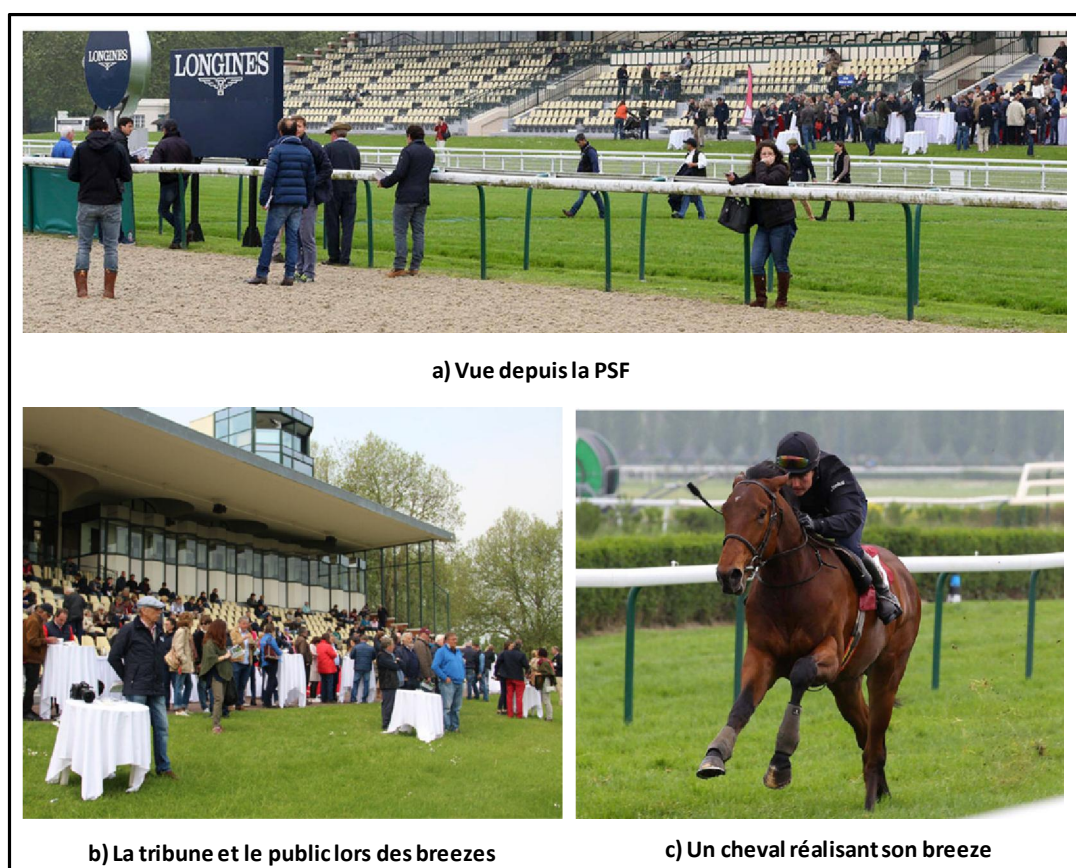 LONGINES
LONGINES
a) Vue depuis la PSF
b) La tribune et le public lors des breezes
c) Un cheval réalisant son breeze